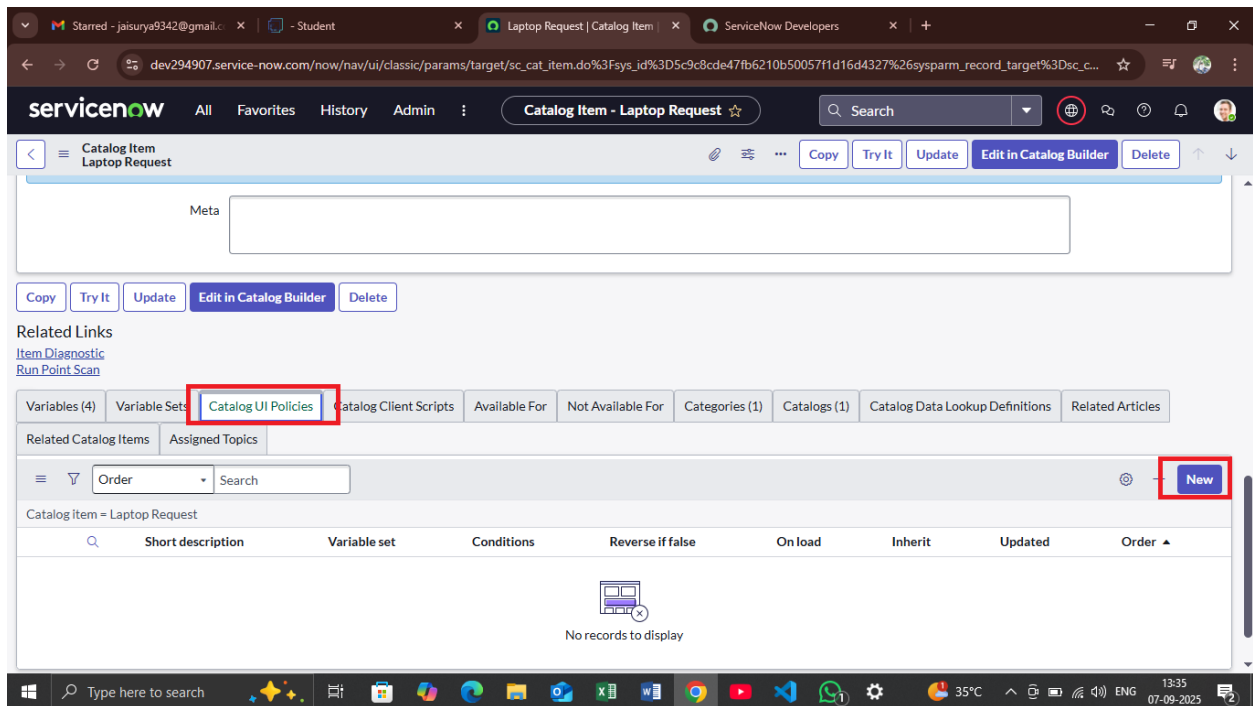 Starred - jaisurya9342@gmail.c
- Student
Laptop Request | Catalog Item |
ServiceNow Developers
dev294907.service-now.com/now/nav/ui/classic/params/target/sc_cat_item.do%3Fsys_id%3D5c9c8cde47fb6210b50057f1d16d4327%26sysparm_record_target%3Dsc_c...
servicenow All Favorites History Admin Catalog Item - Laptop Request Search
Catalog Item
Laptop Request
Copy Try It Update Edit in Catalog Builder Delete
Meta
Copy Try It Update Edit in Catalog Builder Delete
Related Links
Item Diagnostic
Run Point Scan
Variables (4) Variable Sets Catalog UI Policies Catalog Client Scripts Available For Not Available For Categories (1) Catalogs (1) Catalog Data Lookup Definitions Related Articles
Related Catalog Items Assigned Topics
Order Search New
Catalog item = Laptop Request
Short description Variable set Conditions Reverse if false On load Inherit Updated Order
No records to display
Type here to search 1 1 35°C ENG 13:35
07-09-2025 2